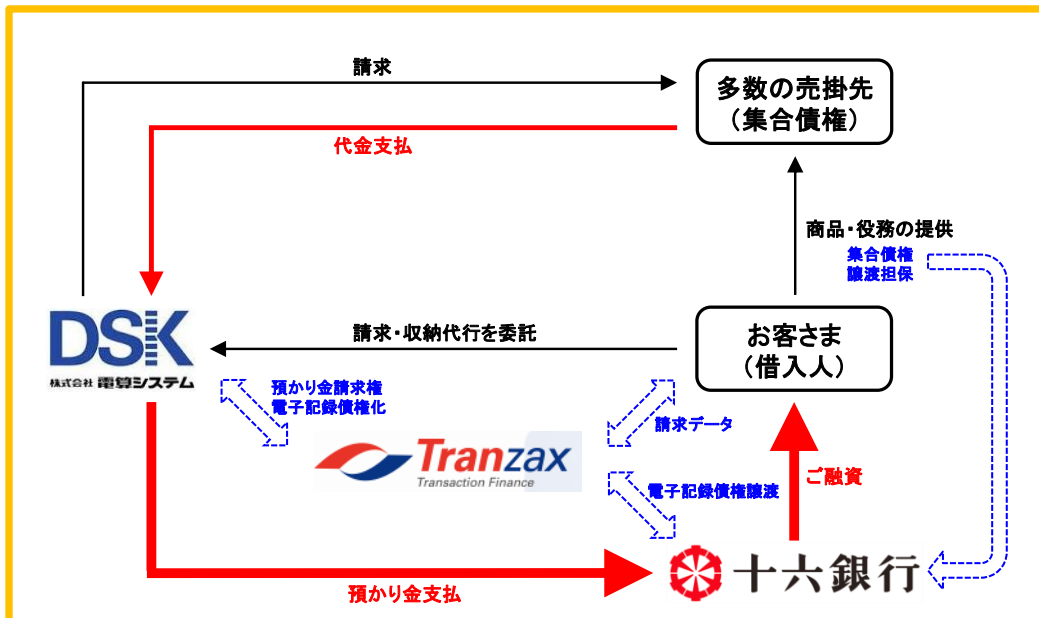 請求
多数の売掛先
（集合債権）
代金支払
商品・役務の提供
集合債権
譲渡担保
DSK
株式会社 電算システム
請求・収納代行を委託
お客さま
（借入人）
預かり金請求権
電子記録債権化
請求データ
Tranzax
Transaction Finance
電子記録債権譲渡
ご融資
十六銀行
預かり金支払